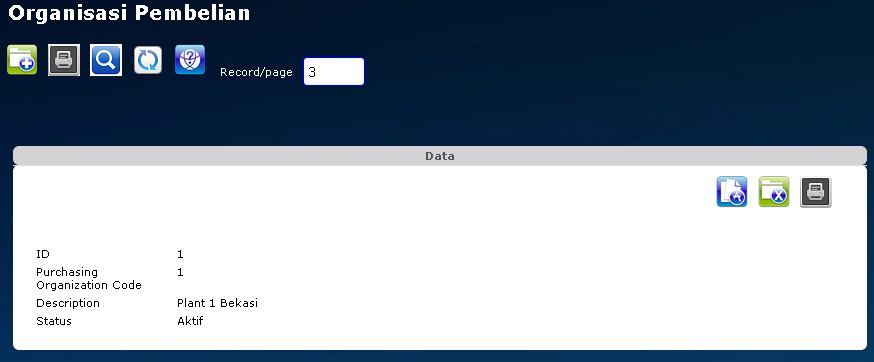 Organisasi Pembelian
Record/page 3
Data
ID 1
Purchasing 1
Organization Code
Description Plant 1 Bekasi
Status Aktif